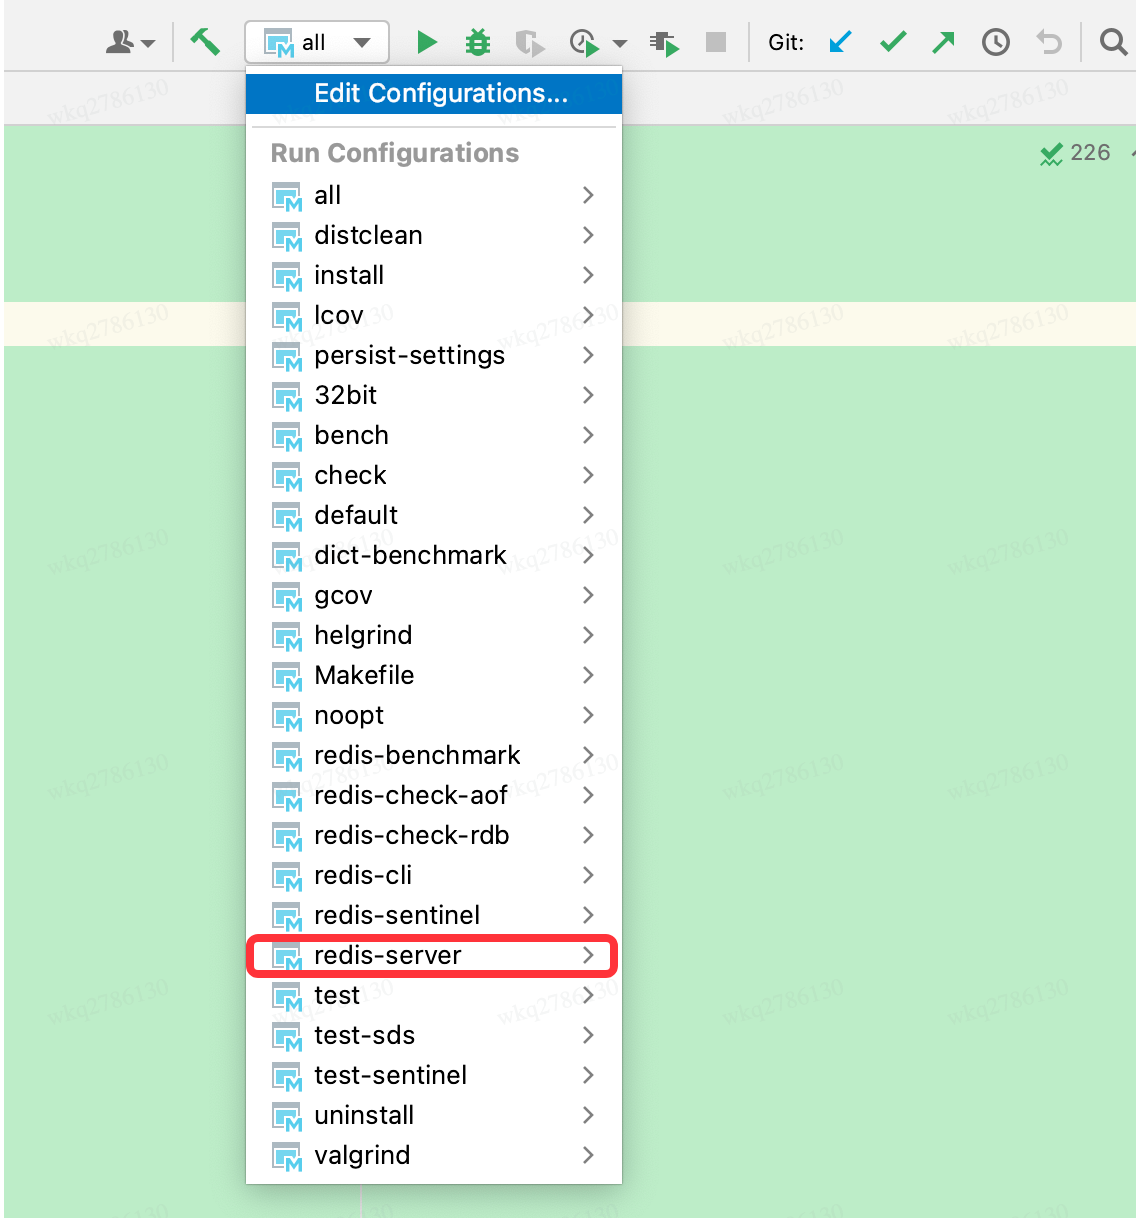 all
Git:
Edit Configurations...
Run Configurations
226
all
distclean
install
lcov
persist-settings
32bit
bench
check
default
dict-benchmark
gcov
helgrind
Makefile
noopt
redis-benchmark
redis-check-aof
redis-check-rdb
redis-cli
redis-sentinel
redis-server
test
test-sds
test-sentinel
uninstall
valgrind
wkq2786130